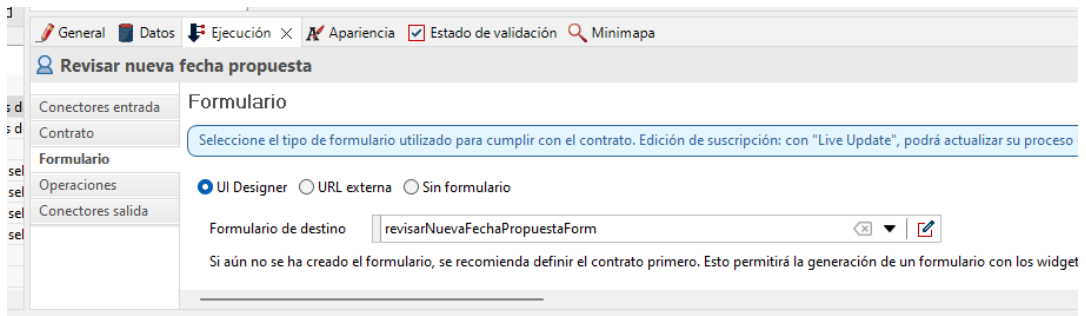 General Datos Ejecución Apariencia Estado de validación Minimapa
Revisar nueva fecha propuesta
Conectores entrada
Contrato
Formulario
Operaciones
Conectores salida
Formulario
Seleccione el tipo de formulario utilizado para cumplir con el contrato. Edición de suscripción: con "Live Update", podrá actualizar su proceso
UI Designer URL externa Sin formulario
Formulario de destino revisarNuevaFechaPropuestaForm
Si aún no se ha creado el formulario, se recomienda definir el contrato primero. Esto permitirá la generación de un formulario con los widget